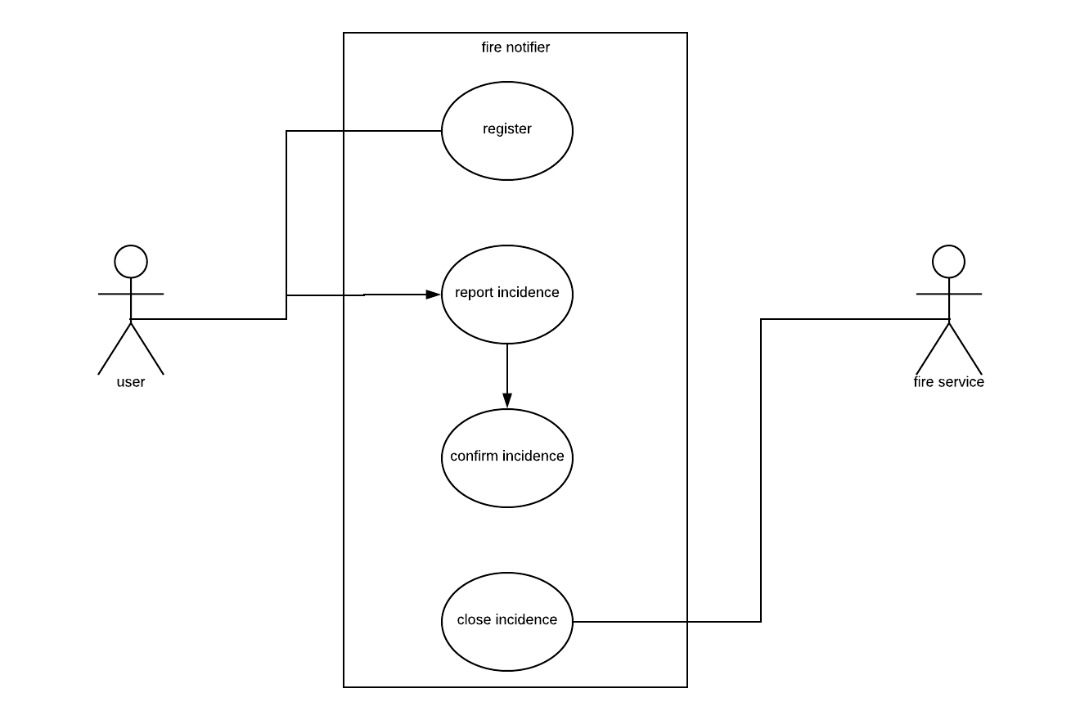 fire notifier
register
report incidence
user
fire service
confirm incidence
close incidence